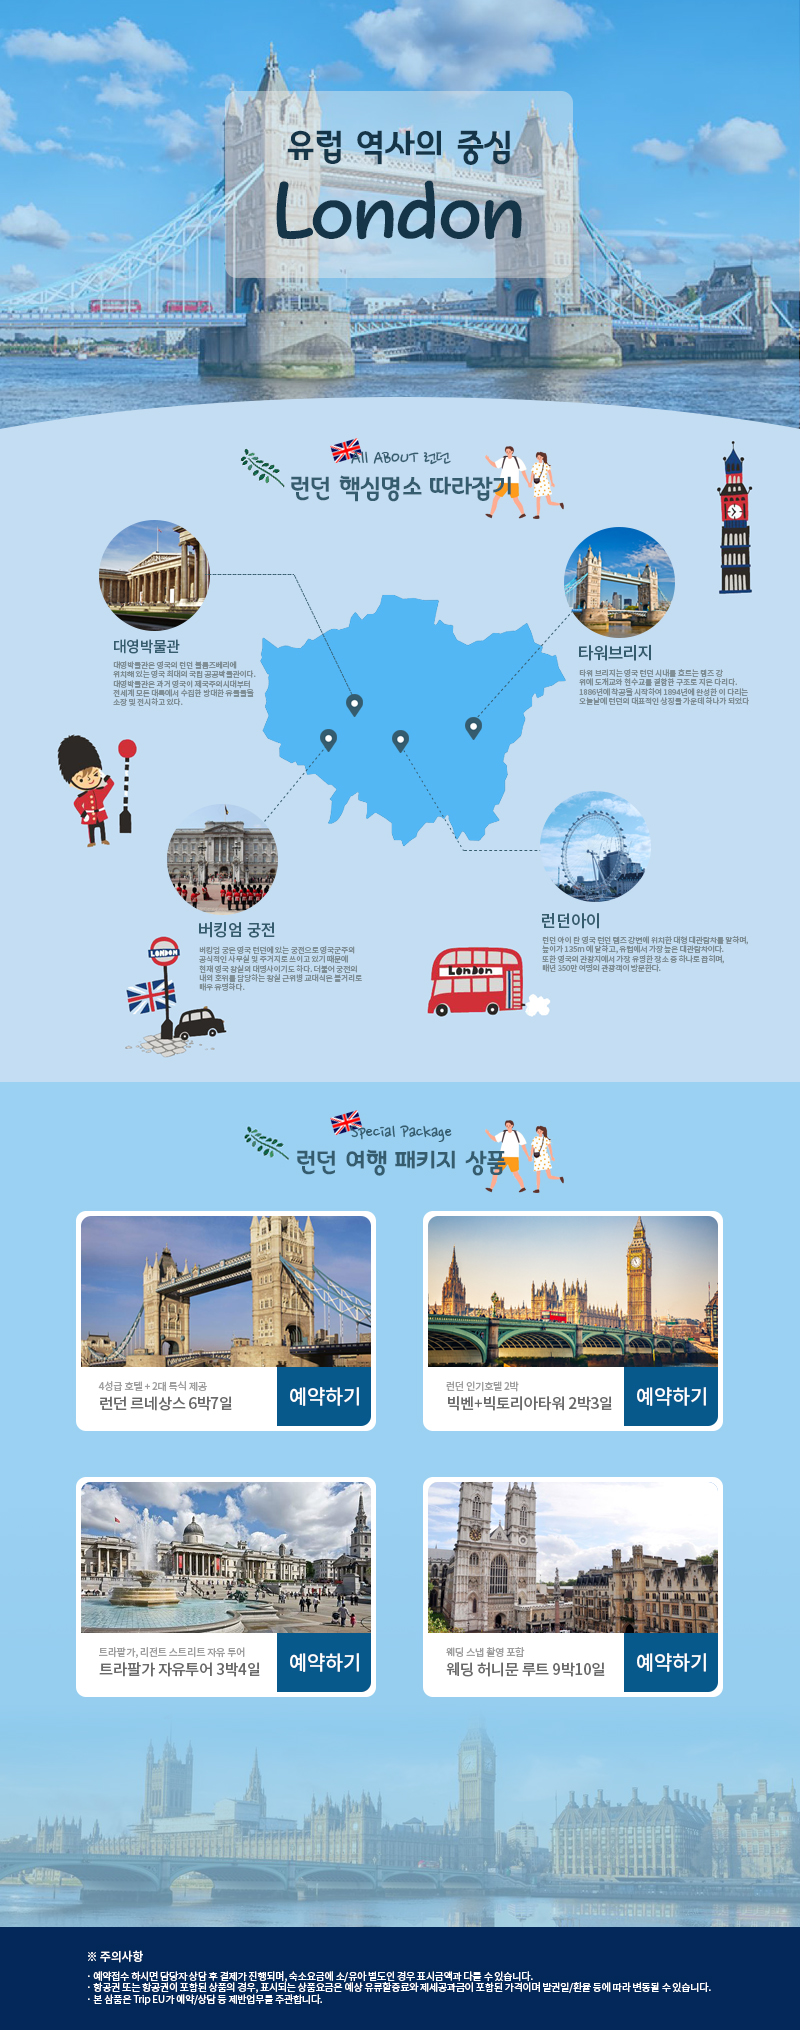 유럽 역사의 중심
London
All ABOUT 런던
런던 핵심명소 따라잡기
대영박물관
대영박물관은 영국의 런던 블룸즈베리에
위치해 있는 영국 최대의 국립 공공박물관이다.
대영박물관은 과거 영국이 제국주의시대부터
전세계 모든 대륙에서 수집한 방대한 유물들을
소장 및 전시하고 있다.
타워브리지
타워 브리지는 영국 런던 시내를 흐르는 템즈 강
위에 도개교와 현수교를 결합한 구조로 지은 다리다.
1886년에 착공을 시작하여 1894년에 완성한 이 다리는
오늘날에 런던의 대표적인 상징물 가운데 하나가 되었다
버킹엄 궁전
버킹엄 궁은 영국 런던에 있는 궁전으로 영국군주의
공식적인 사무실 및 주거지로 쓰이고 있기 때문에
현재 영국 왕실의 대명사이기도 하다. 더불어 궁전의
내외 호위를 담당하는 왕실 근위병 교대식은 볼거리로
매우 유명하다.
런던아이
런던 아이 란 영국 런던 템즈 강변에 위치한 대형 대관람차를 말하며,
높이가 135m 에 달하고, 유럽에서 가장 높은 대관람차이다.
또한 영국의 관광지에서 가장 유명한 장소 중 하나로 꼽히며,
매년 350만 여명의 관광객이 방문한다.
LONDON
LonDon
Special Package
런던 여행 패키지 상품
4성급 호텔 + 2대 특식 제공
런던 르네상스 6박7일
예약하기
런던 인기호텔 2박
빅벤+빅토리아타워 2박3일
예약하기
트라팔가, 리젼트 스트리트 자유 투어
트라팔가 자유투어 3박4일
예약하기
웨딩 스냅 촬영 포함
웨딩 허니문 루트 9박10일
예약하기
※ 주의사항
· 예약접수 하시면 담당자 상담 후 결제가 진행되며, 숙소요금에 소/유아 별도인 경우 표시금액과 다를 수 있습니다.
· 항공권 또는 항공권이 포함된 상품의 경우, 표시되는 상품요금은 예상 유류할증료와 제세공과금이 포함된 가격이며 발권일/환율 등에 따라 변동될 수 있습니다.
· 본 상품은 Trip EU가 예약/상담 등 제반업무를 주관합니다.